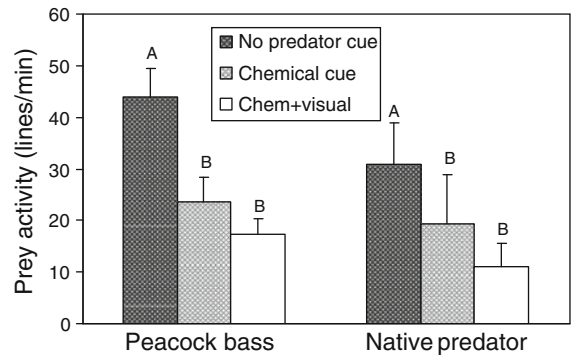 Prey activity (lines/min)
60
50
40
30
20
10
0
No predator cue
Chemical cue
Chem+visual
A
B
B
A
B
B
Peacock bass
Native predator